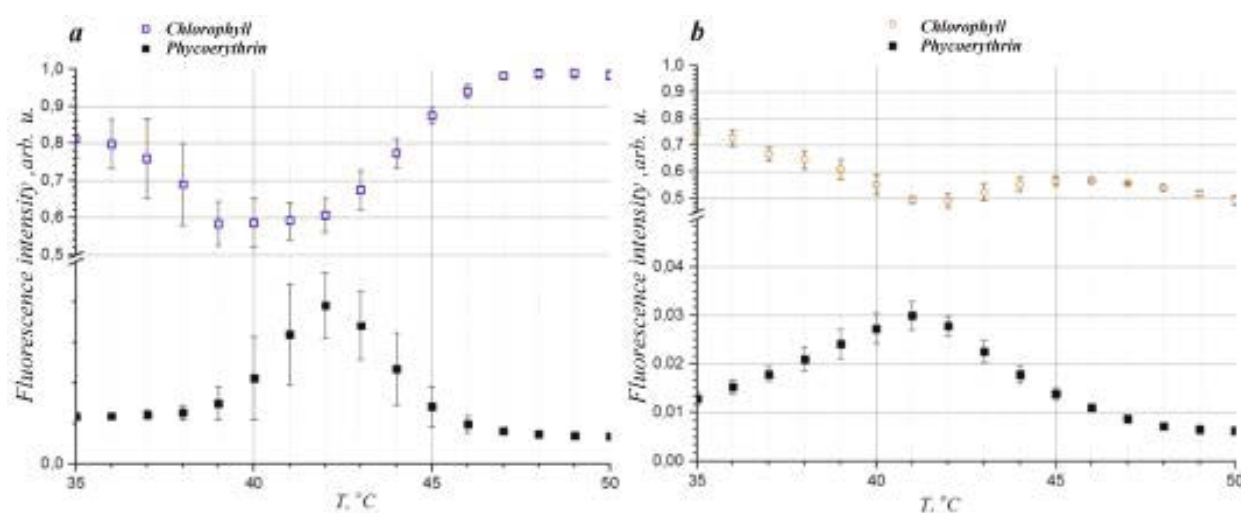 a
Chlorophyll
Phycoerythrin
Fluorescence intensity ,arb. u.
1,0
0,9
0,8
0,7
0,6
0,5
0,0
35
40
45
50
T, °C
b
Chlorophyll
Phycoerythrin
Fluorescence intensity ,arb. u.
0,9
0,8
0,7
0,6
0,5
0,04
0,03
0,02
0,01
0,00
35
40
45
50
T, °C